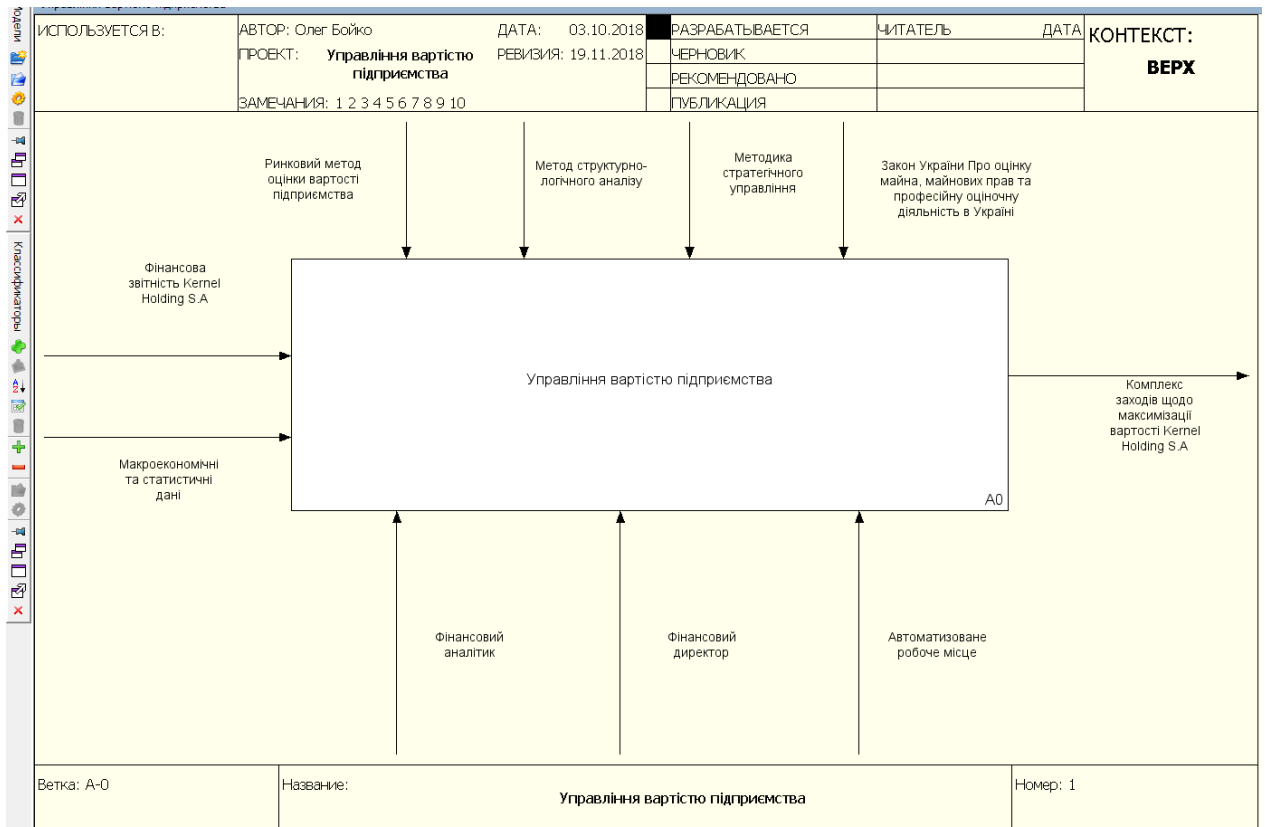 Модели
Классификаторы
ИСПОЛЬЗУЕТСЯ В:
АВТОР: Олег Бойко
ДАТА: 03.10.2018
ПРОЕКТ: Управління вартістю
підприємства
РЕВИЗИЯ: 19.11.2018
ЗАМЕЧАНИЯ: 1 2 3 4 5 6 7 8 9 10
РАЗРАБАТЫВАЕТСЯ
ЧЕРНОВИК
РЕКОМЕНДОВАНО
ПУБЛИКАЦИЯ
ЧИТАТЕЛЬ ДАТА
КОНТЕКСТ:
ВЕРХ
Ринковий метод
оцінки вартості
підприємства
Метод структурно-
логічного аналізу
Методика
стратегічного
управління
Закон України Про оцінку
майна, майнових прав та
професійну оціночну
діяльність в Україні
Фінансова
звітність Kernel
Holding S.A
Управління вартістю підприємства
A0
Комплекс
заходів щодо
максимізації
вартості Kernel
Holding S.A
Макроекономічні
та статистичні
дані
Фінансовий
аналітик
Фінансовий
директор
Автоматизоване
робоче місце
Ветка: A-0
Название:
Управління вартістю підприємства
Номер: 1